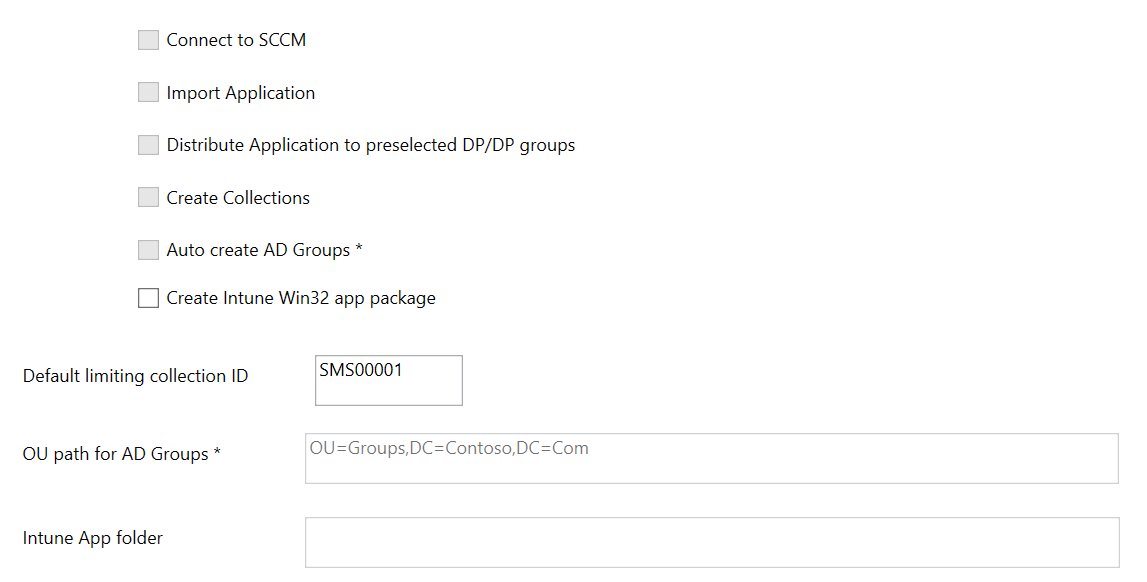 Connect to SCCM
Import Application
Distribute Application to preselected DP/DP groups
Create Collections
Auto create AD Groups *
Create Intune Win32 app package
Default limiting collection ID
SMS00001
OU path for AD Groups *
OU=Groups,DC=Contoso,DC=Com
Intune App folder